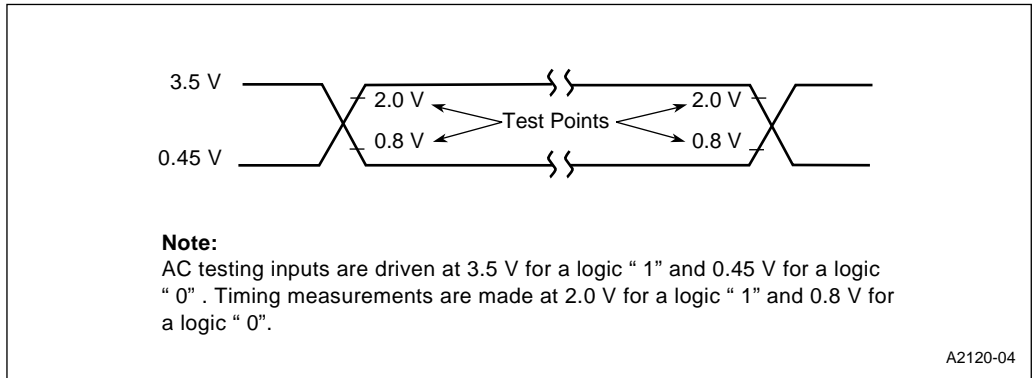 3.5 V
2.0 V
2.0 V
Test Points
0.8 V
0.8 V
0.45 V
Note:
AC testing inputs are driven at 3.5 V for a logic “ 1” and 0.45 V for a logic
“ 0” . Timing measurements are made at 2.0 V for a logic “ 1” and 0.8 V for
a logic “ 0”.
A2120-04